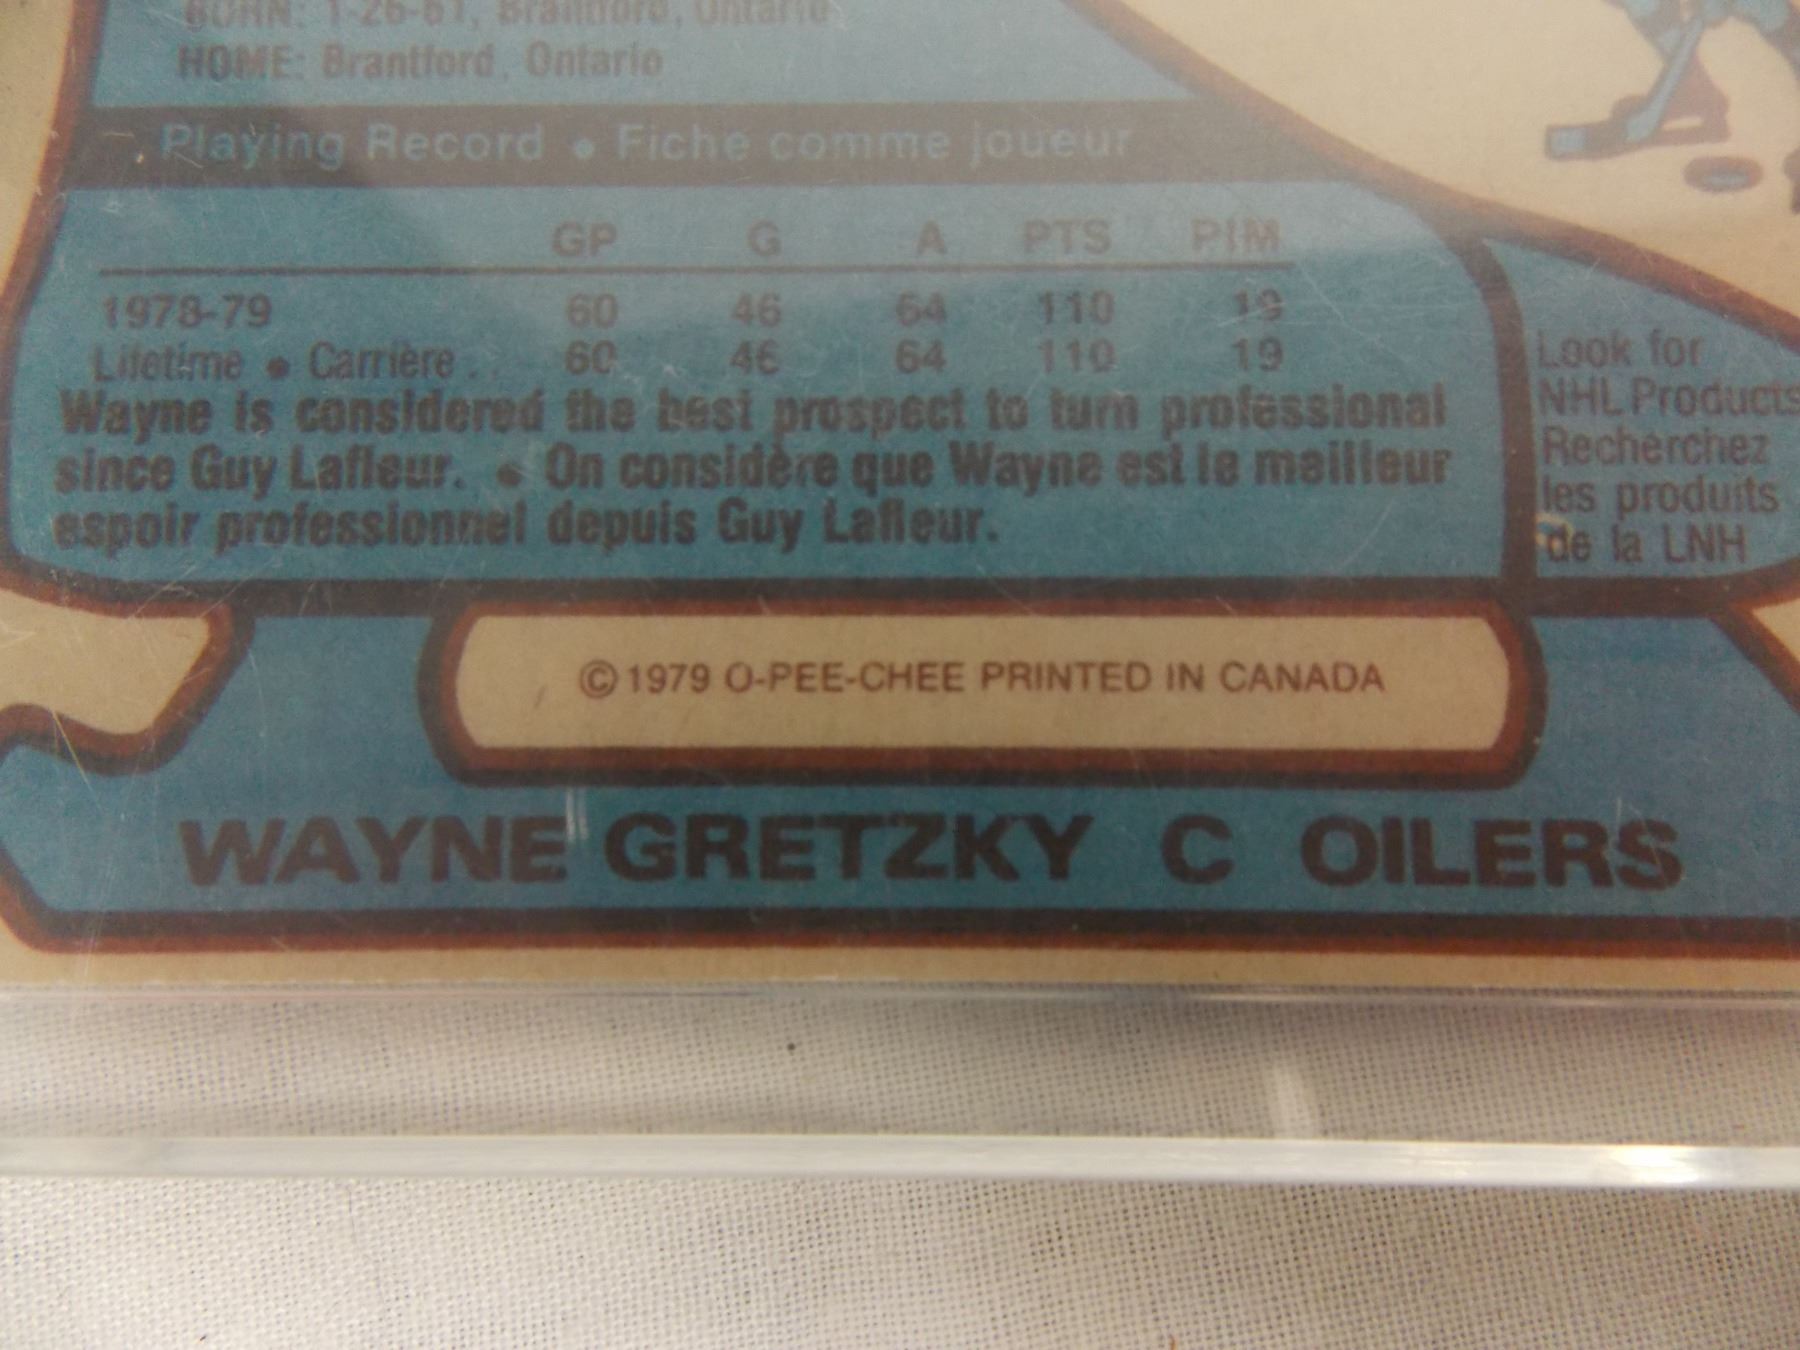 BORN: 1-26-61, Brantford, Ontario
HOME: Brantford, Ontario
Playing Record • Fiche comme joueur
GP G A PTS PIM
1978-79 60 46 64 110 19
Lifetime • Carrière . . 60 46 64 110 19
Wayne is considered the best prospect to turn professional
since Guy Lafleur. • On considère que Wayne est le meilleur
espoir professionnel depuis Guy Lafleur.
Look for
NHL Products
Recherchez
les produits
de la LNH
© 1979 O-PEE-CHEE PRINTED IN CANADA
WAYNE GRETZKY C OILERS